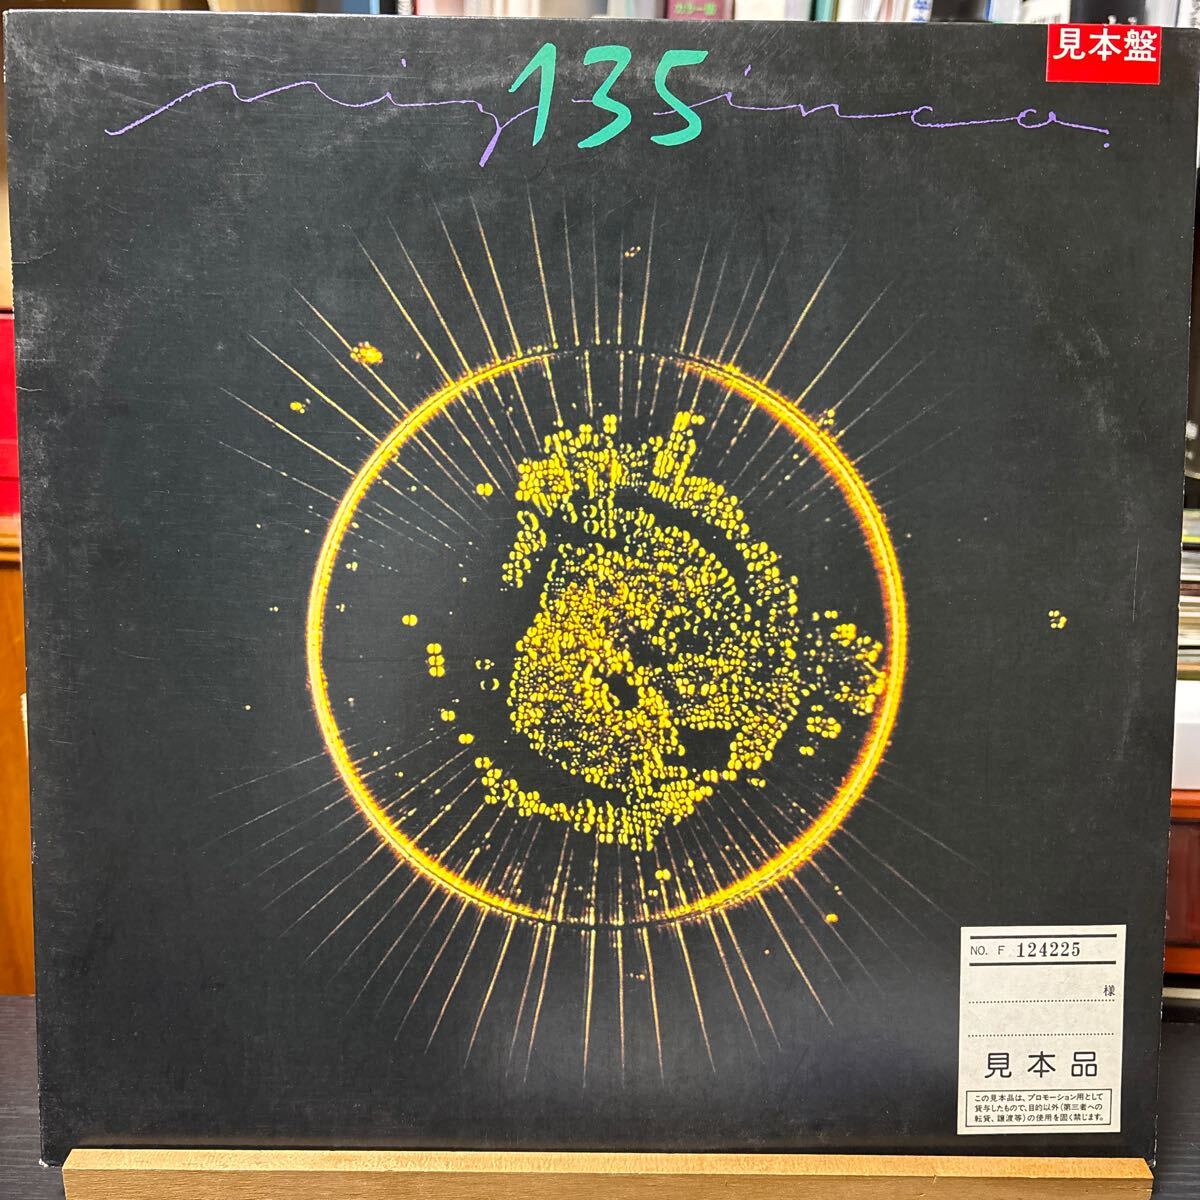 135
miz sinca.
見本盤
NO. F 124225
様
見本品
この見本品は、プロモーション用として
貸与したもので、目的以外(第三者への
転貸、譲渡等)の使用を固く禁じます。